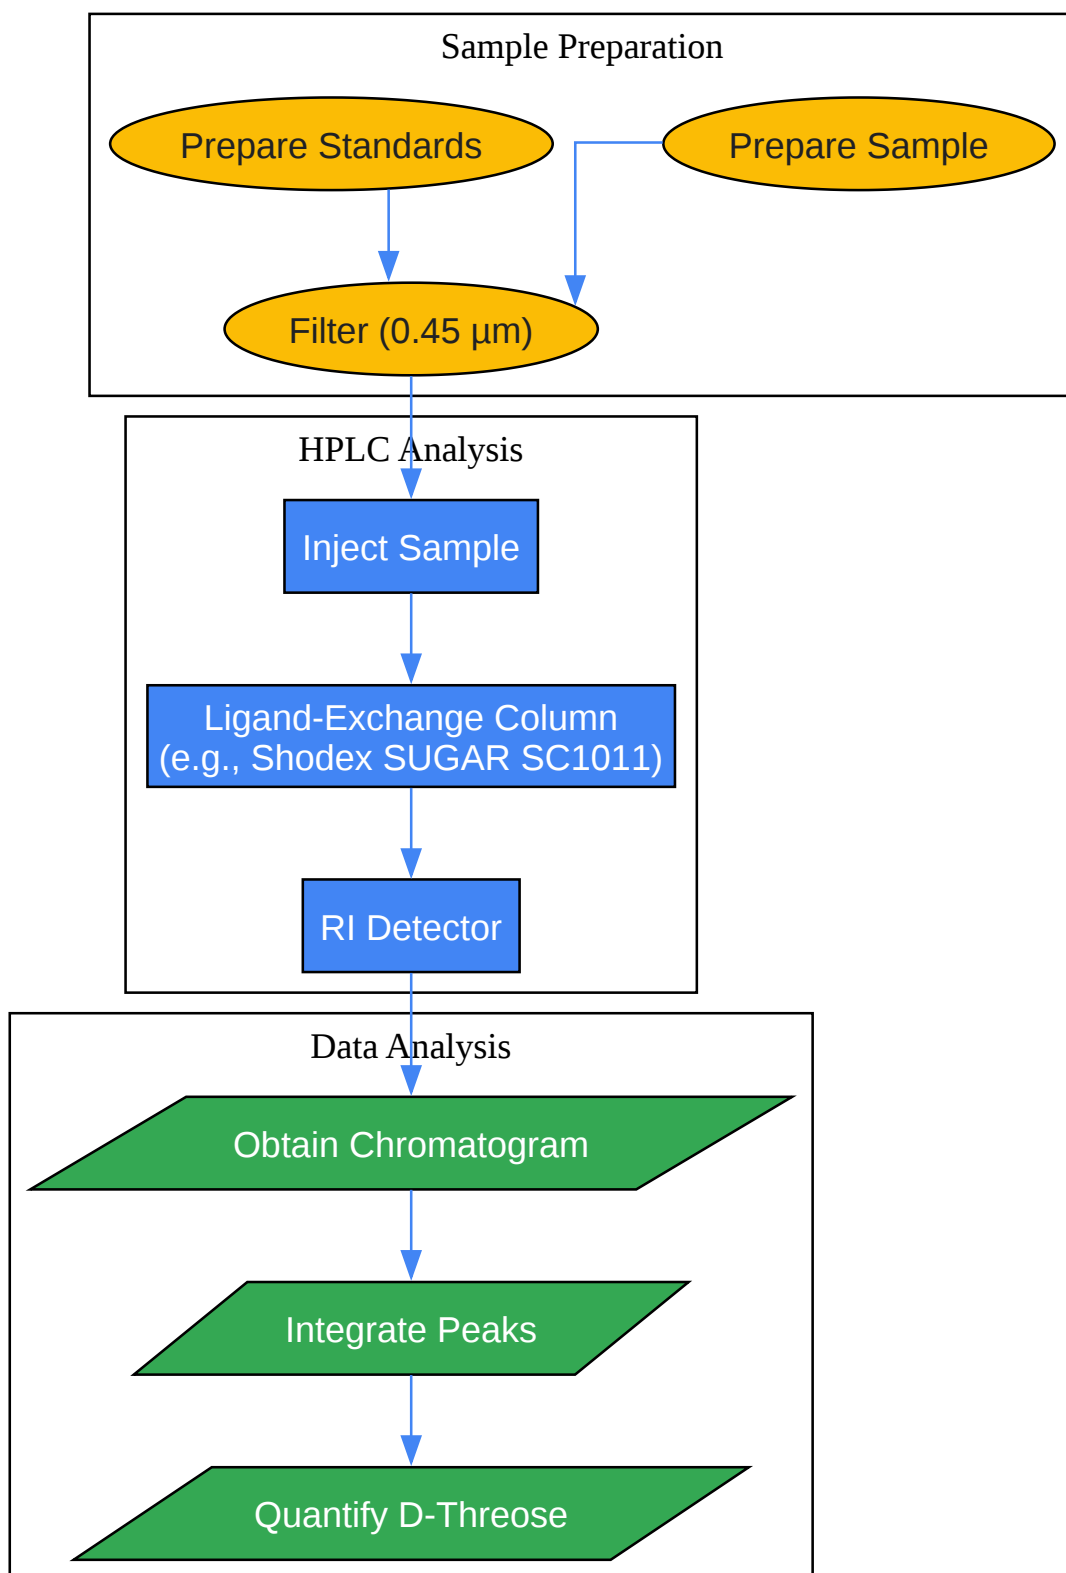 Sample Preparation
Prepare Standards
Prepare Sample
Filter (0.45 µm)
HPLC Analysis
Inject Sample
Ligand-Exchange Column
(e.g., Shodex SUGAR SC1011)
RI Detector
Data Analysis
Obtain Chromatogram
Integrate Peaks
Quantify D-Threose